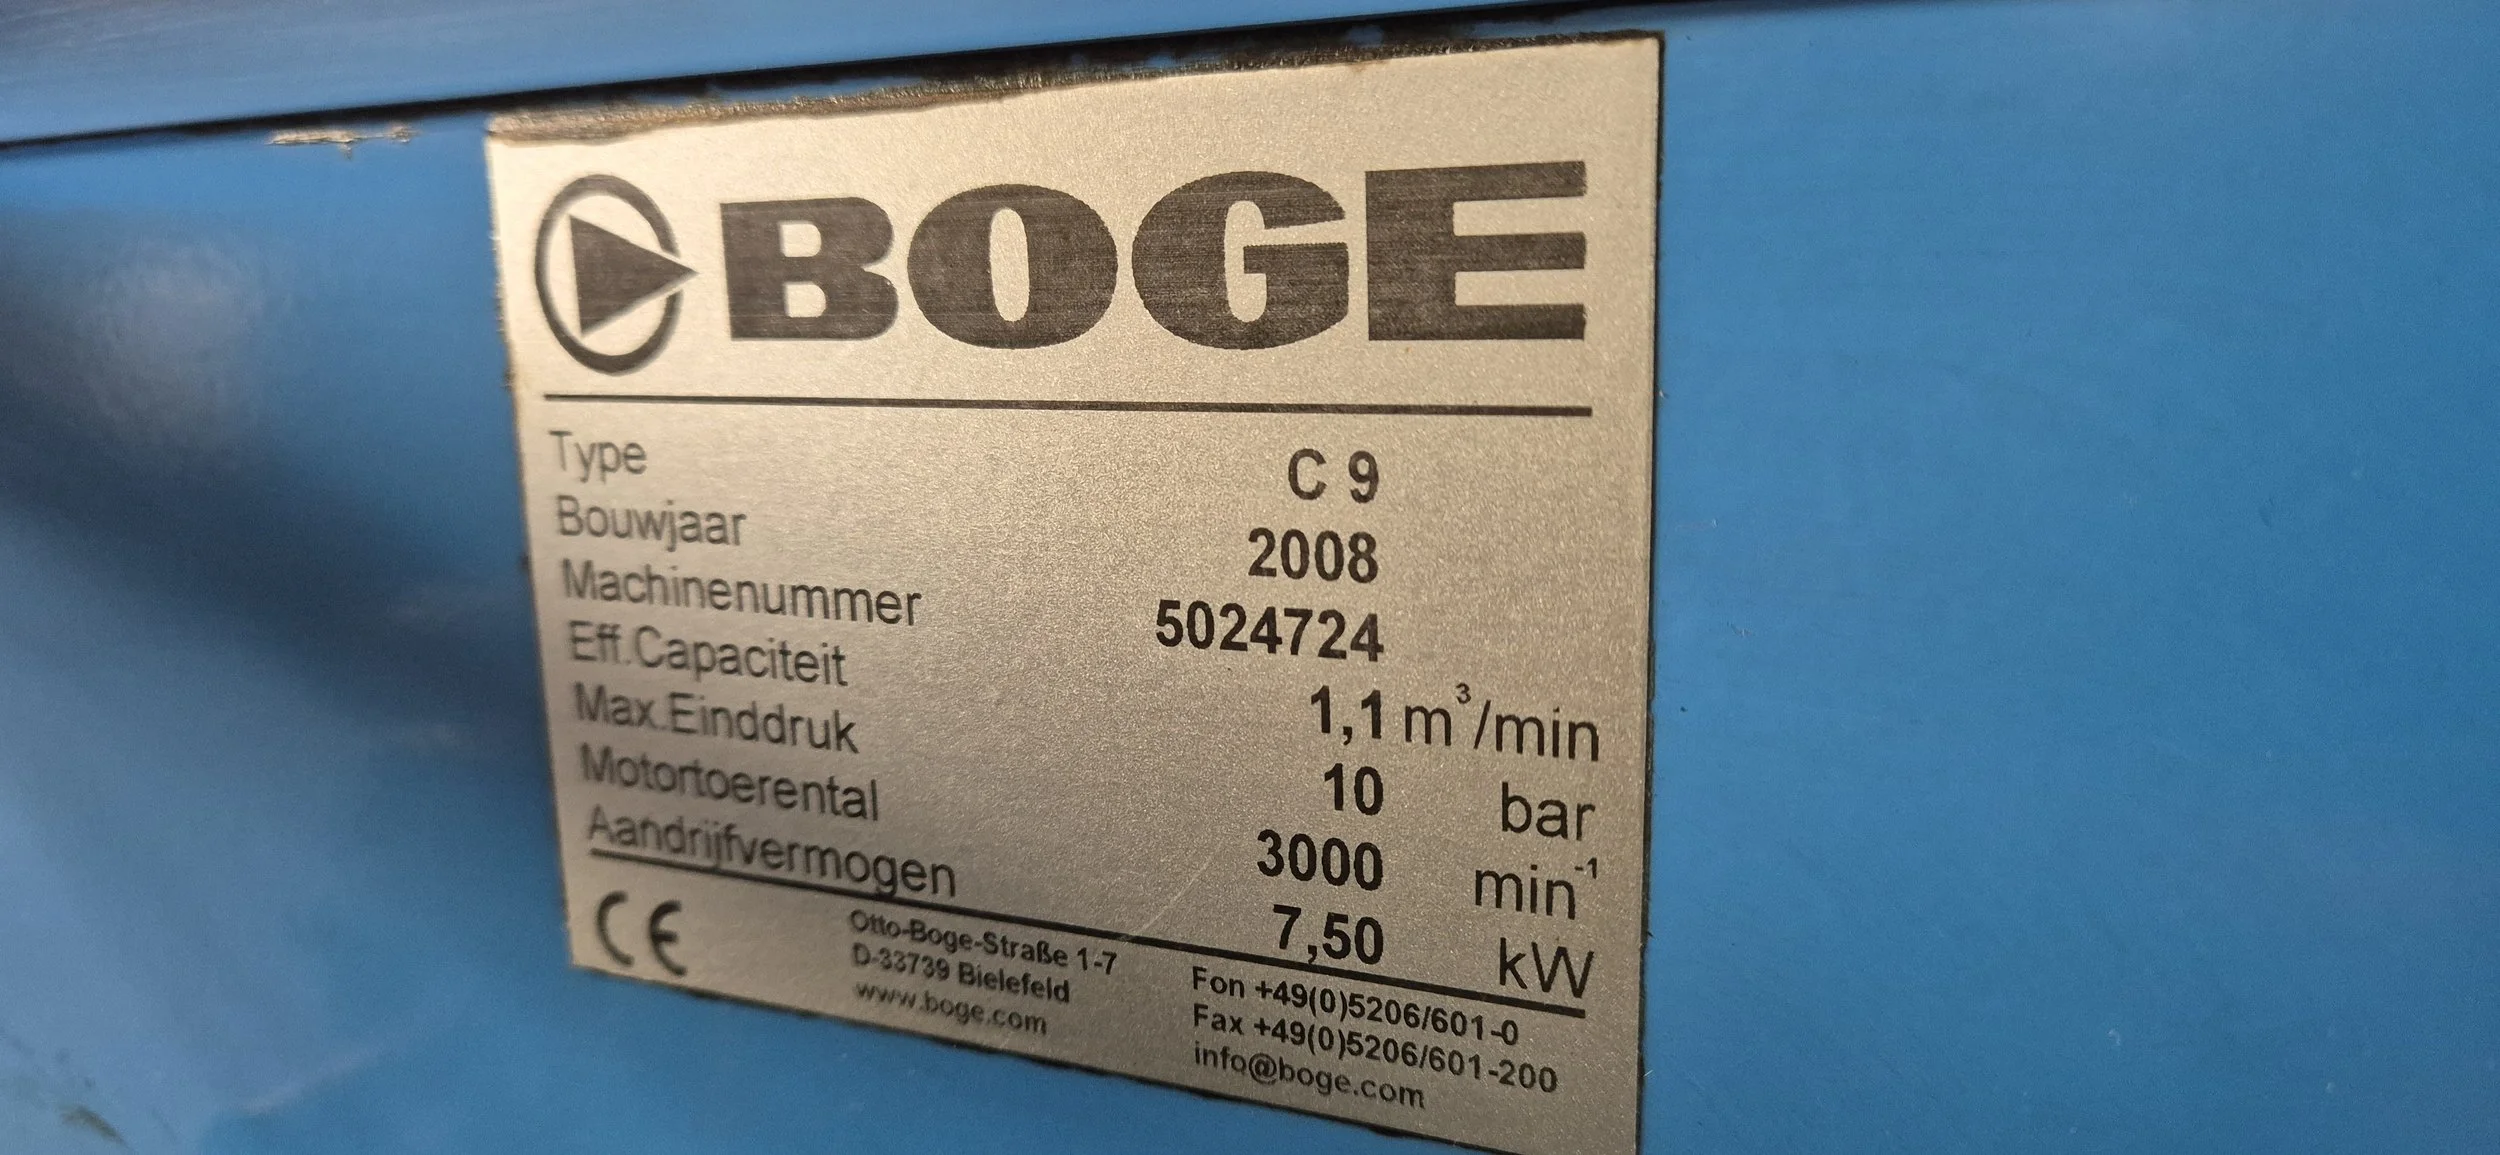 BOGE
Type C 9
Bouwjaar 2008
Machinenummer 5024724
Eff.Capaciteit 1,1 m³/min
Max.Einddruk 10 bar
Motortoerental 3000 min⁻¹
Aandrijfvermogen 7,50 kW
CE
Otto-Boge-Straße 1-7
D-33739 Bielefeld
www.boge.com
Fon +49(0)5206/601-0
Fax +49(0)5206/601-200
info@boge.com